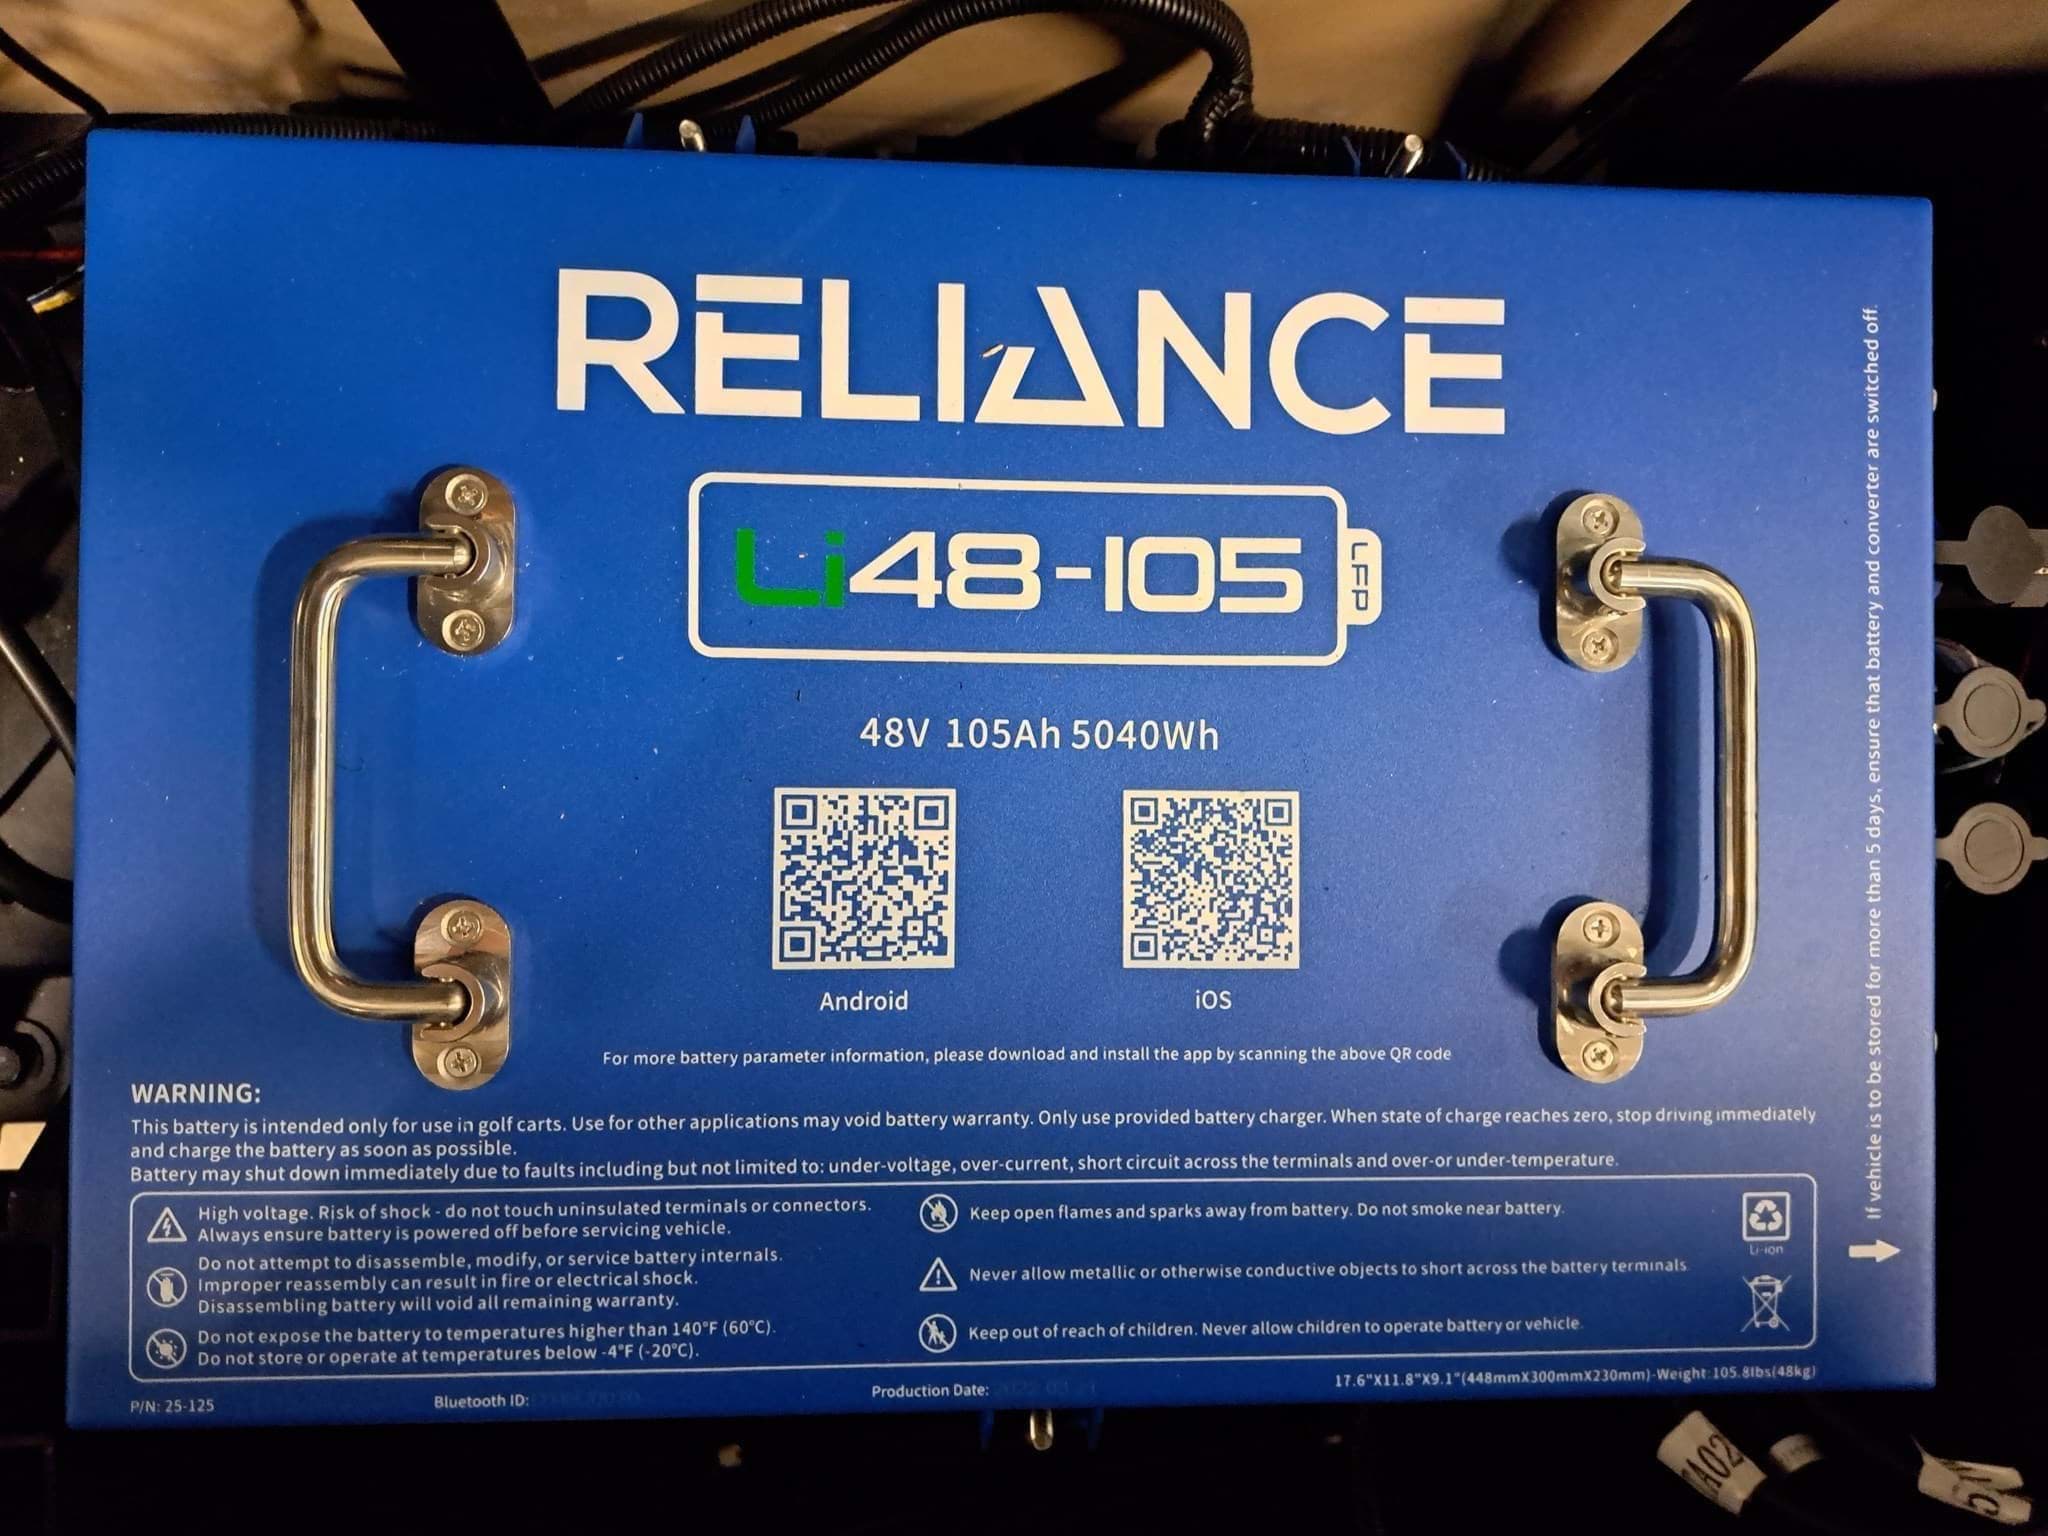 RELIANCE
Li48-105
LFP
48V 105Ah 5040Wh
Android
iOS
For more battery parameter information, please download and install the app by scanning the above QR code
WARNING:
This battery is intended only for use in golf carts. Use for other applications may void battery warranty. Only use provided battery charger. When state of charge reaches zero, stop driving immediately
and charge the battery as soon as possible.
Battery may shut down immediately due to faults including but not limited to: under-voltage, over-current, short circuit across the terminals and over-or under-temperature.
High voltage. Risk of shock - do not touch uninsulated terminals or connectors.
Always ensure battery is powered off before servicing vehicle.
Do not attempt to disassemble, modify, or service battery internals.
Improper reassembly can result in fire or electrical shock.
Disassembling battery will void all remaining warranty.
Do not expose the battery to temperatures higher than 140°F (60°C).
Do not store or operate at temperatures below -4°F (-20°C).
Keep open flames and sparks away from battery. Do not smoke near battery.
Never allow metallic or otherwise conductive objects to short across the battery terminals.
Keep out of reach of children. Never allow children to operate battery or vehicle.
Li-ion
P/N: 25-125
Bluetooth ID:
Production Date:
17.6"X11.8"X9.1"(448mmX300mmX230mm)-Weight:105.8lbs(48kg)
If vehicle is to be stored for more than 5 days, ensure that battery and converter are switched off.